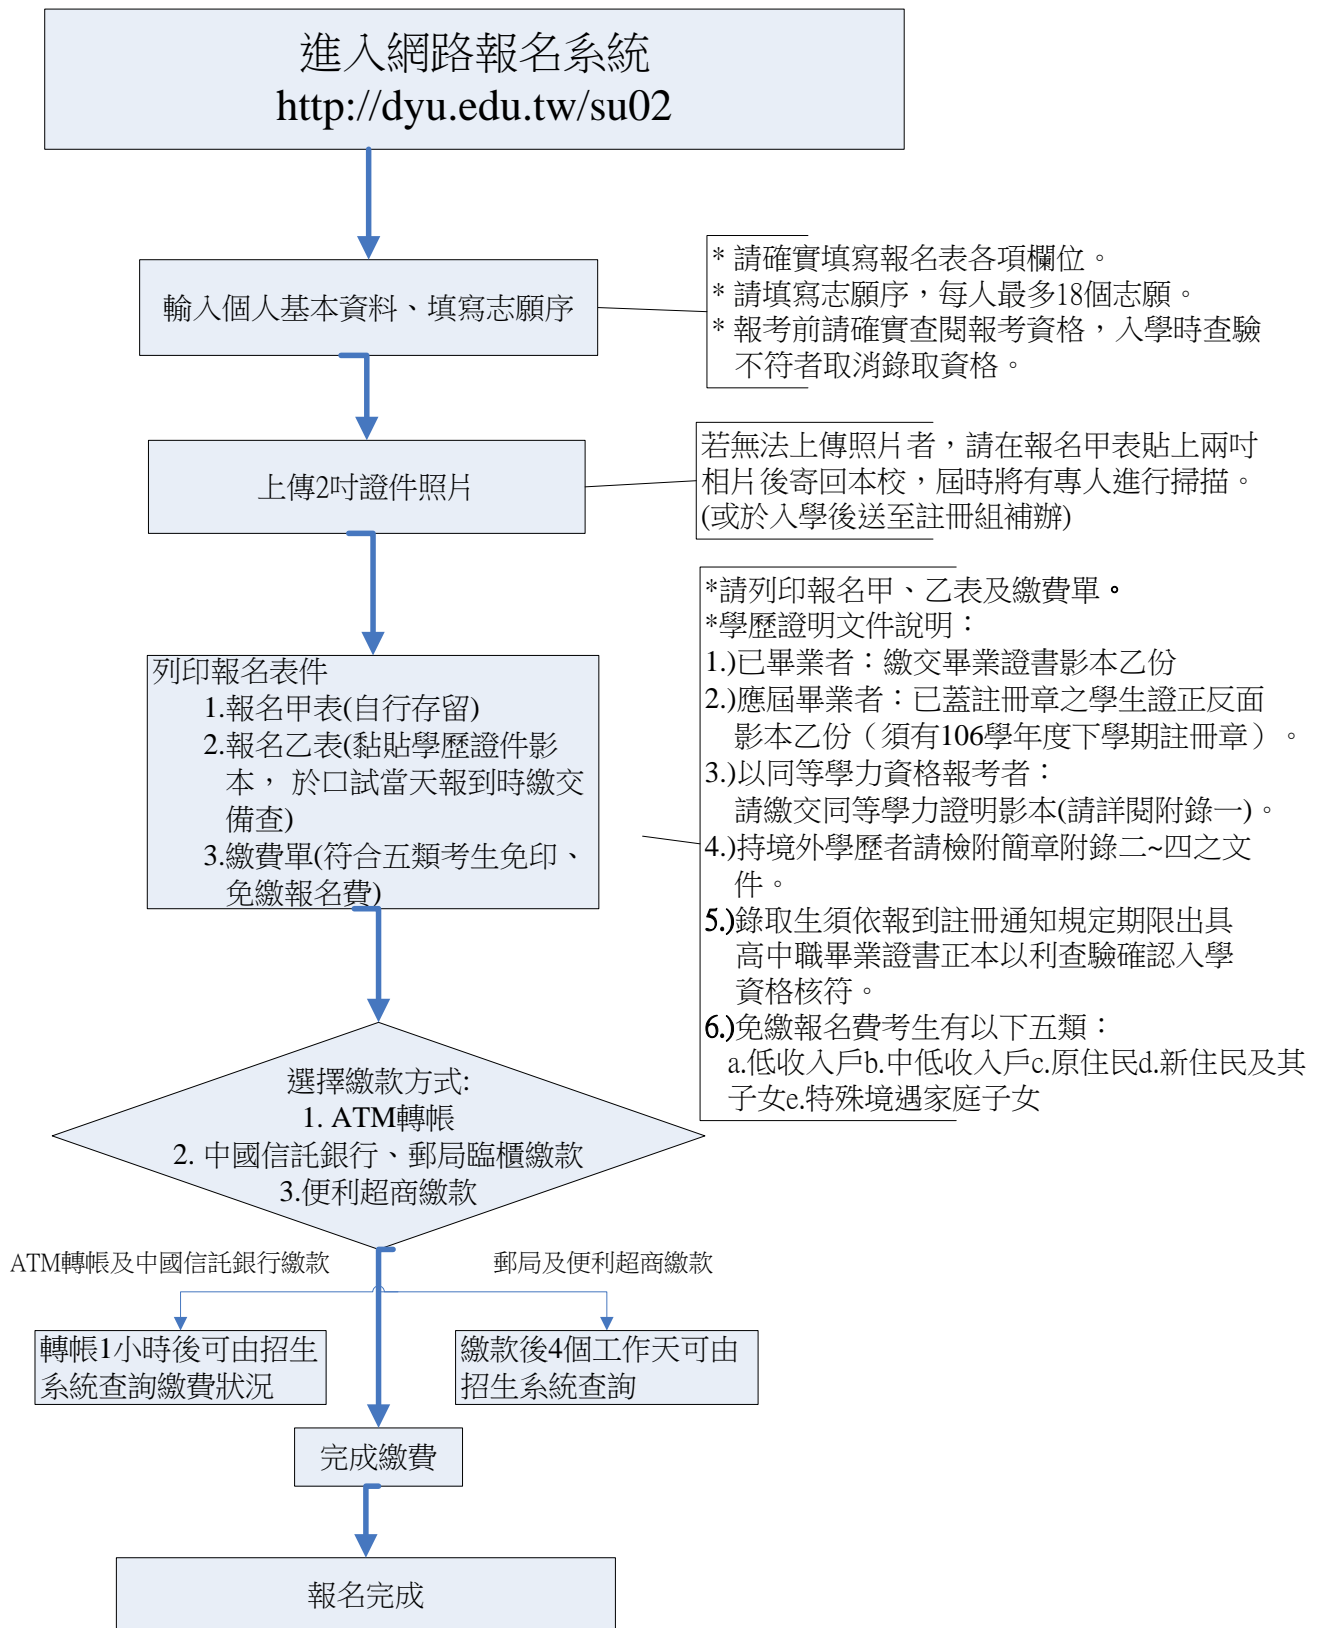 進入網路報名系統
http://dyu.edu.tw/su02
輸入個人基本資料、填寫志願序
* 請確實填寫報名表各項欄位。
* 請填寫志願序，每人最多18個志願。
* 報考前請確實查閱報考資格，入學時查驗
不符者取消錄取資格。
上傳2吋證件照片
若無法上傳照片者，請在報名甲表貼上兩吋
相片後寄回本校，屆時將有專人進行掃描。
(或於入學後送至註冊組補辦)
列印報名表件
1.報名甲表(自行存留)
2.報名乙表(黏貼學歷證件影
本， 於口試當天報到時繳交
備查)
3.繳費單(符合五類考生免印、
免繳報名費)
*請列印報名甲、乙表及繳費單。
*學歷證明文件說明：
1.)已畢業者：繳交畢業證書影本乙份
2.)應屆畢業者：已蓋註冊章之學生證正反面
影本乙份（須有106學年度下學期註冊章）。
3.)以同等學力資格報考者：
請繳交同等學力證明影本(請詳閱附錄一)。
4.)持境外學歷者請檢附簡章附錄二~四之文
件。
5.)錄取生須依報到註冊通知規定期限出具
高中職畢業證書正本以利查驗確認入學
資格核符。
6.)免繳報名費考生有以下五類：
a.低收入戶b.中低收入戶c.原住民d.新住民及其
子女e.特殊境遇家庭子女
選擇繳款方式:
1. ATM轉帳
2. 中國信託銀行、郵局臨櫃繳款
3.便利超商繳款
ATM轉帳及中國信託銀行繳款
郵局及便利超商繳款
轉帳1小時後可由招生
系統查詢繳費狀況
繳款後4個工作天可由
招生系統查詢
完成繳費
報名完成